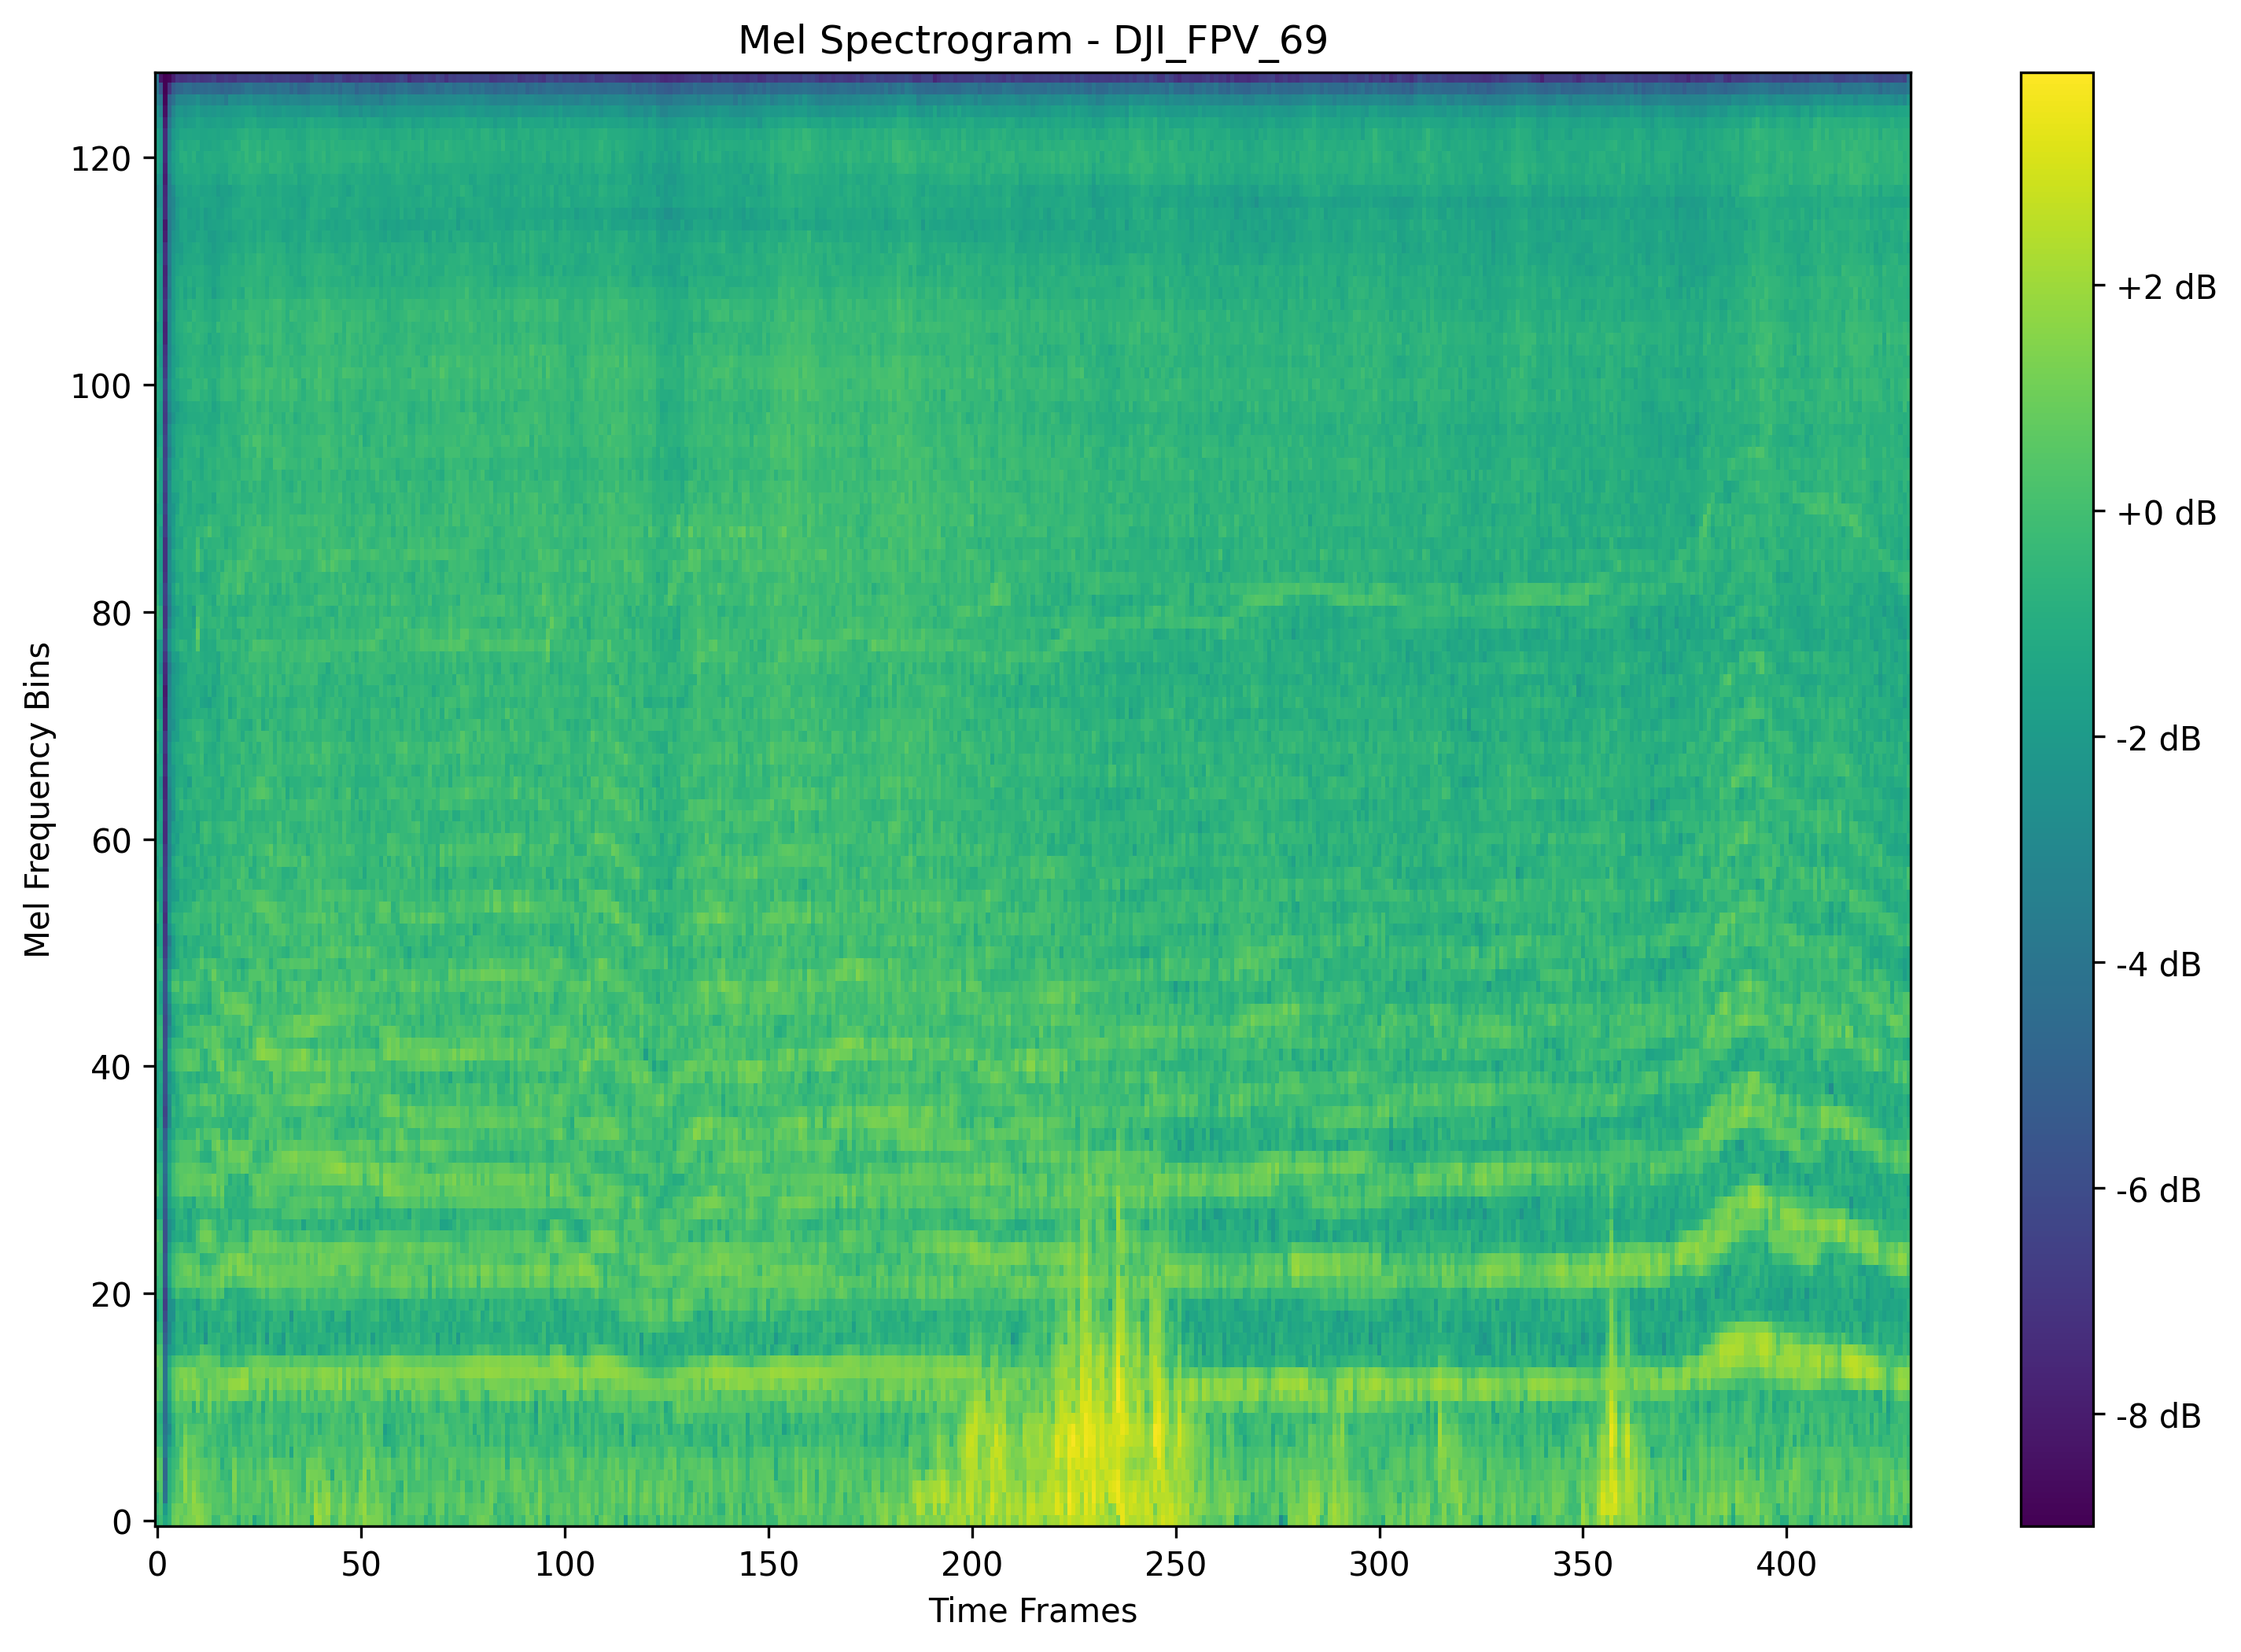 Mel Spectrogram - DJI_FPV_69
Mel Frequency Bins
120
100
80
60
40
20
0
0 50 100 150 200 250 300 350 400
Time Frames
+2 dB
+0 dB
-2 dB
-4 dB
-6 dB
-8 dB